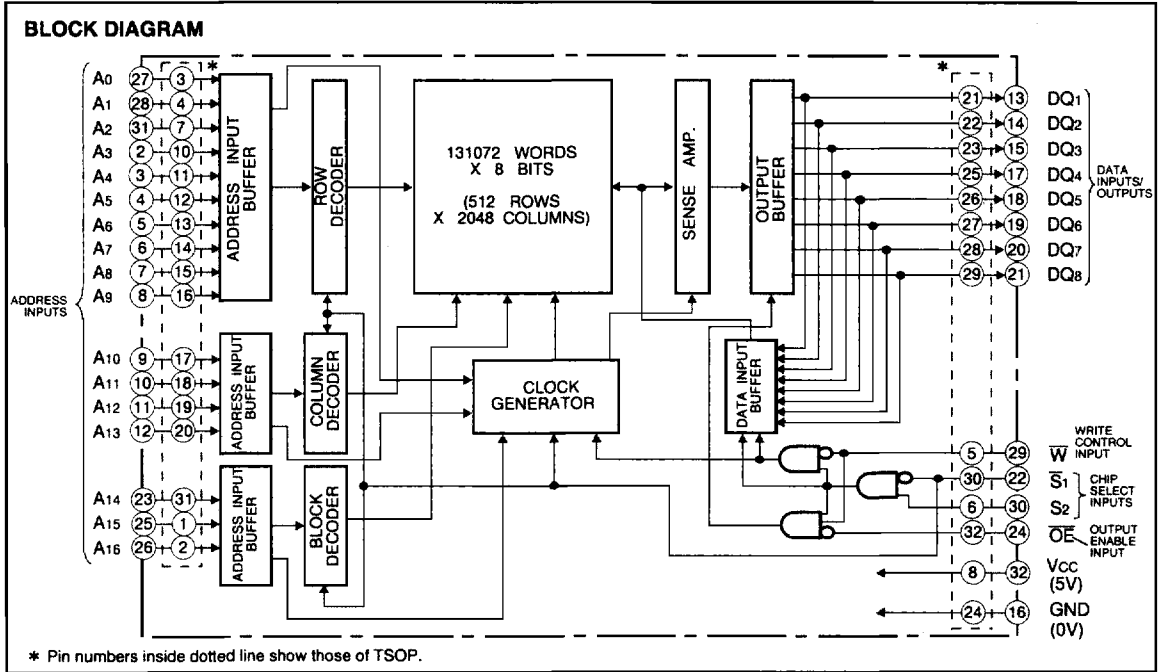 BLOCK DIAGRAM
* *
A0 27 3
A1 28 4
A2 31 7
A3 2 10
A4 3 11
A5 4 12
A6 5 13
A7 6 14
A8 7 15
A9 8 16
ADDRESS
INPUTS
A10 9 17
A11 10 18
A12 11 19
A13 12 20
A14 23 31
A15 25 1
A16 26 2
ADDRESS INPUT
BUFFER
ROW
DECODER
131072 WORDS
X 8 BITS
(512 ROWS
X 2048 COLUMNS)
SENSE AMP.
OUTPUT
BUFFER
21 13 DQ1
22 14 DQ2
23 15 DQ3
25 17 DQ4
26 18 DQ5
27 19 DQ6
28 20 DQ7
29 21 DQ8
DATA
INPUTS/
OUTPUTS
ADDRESS INPUT
BUFFER
COLUMN
DECODER
CLOCK
GENERATOR
DATA INPUT
BUFFER
ADDRESS INPUT
BUFFER
BLOCK
DECODER
5 29 W̅ WRITE
CONTROL
INPUT
30 22 S̅1
6 30 S2
CHIP
SELECT
INPUTS
32 24 O̅E̅ OUTPUT
ENABLE
INPUT
8 32 VCC
(5V)
24 16 GND
(0V)
* Pin numbers inside dotted line show those of TSOP.